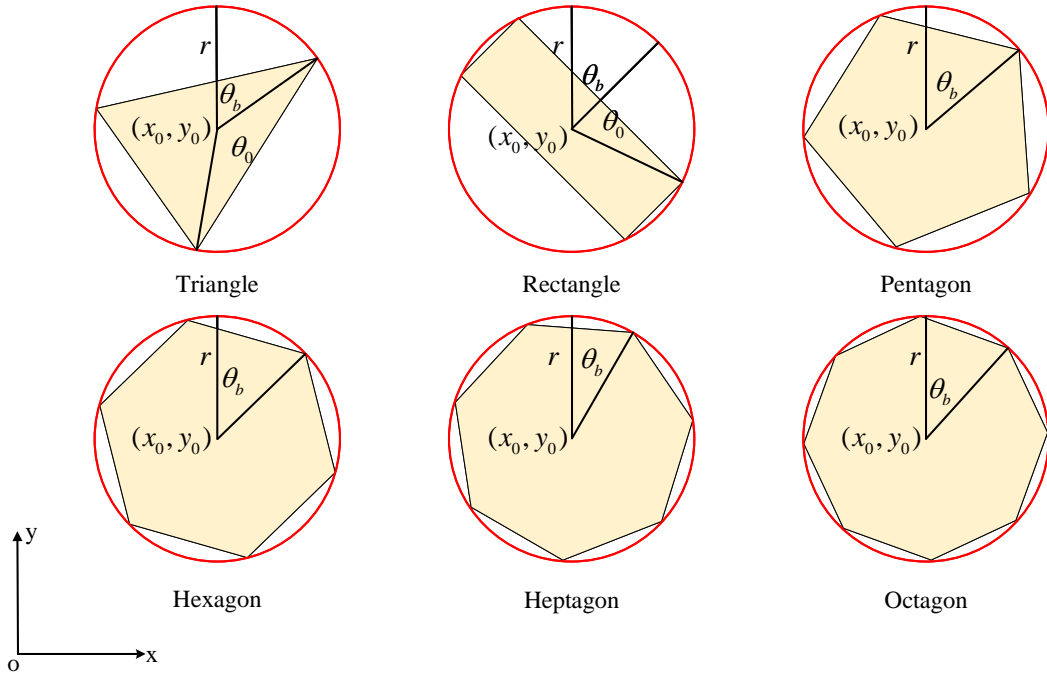 r
θ_b
(x_0, y_0)
θ_0
Triangle
r
θ_b
(x_0, y_0)
θ_0
Rectangle
r
θ_b
(x_0, y_0)
Pentagon
r
θ_b
(x_0, y_0)
Hexagon
r
θ_b
(x_0, y_0)
Heptagon
r
θ_b
(x_0, y_0)
Octagon
y
o
x